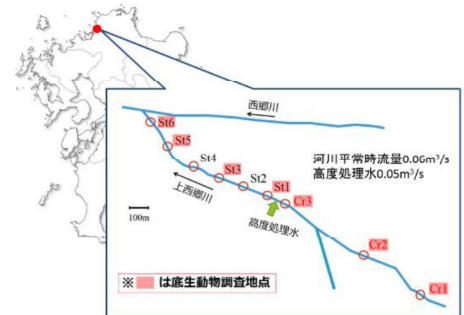 西郷川
St6
St5
河川平常時流量0.06m³/s
高度処理水0.05m³/s
St4
St3
St2
St1
上西郷川
Cr3
高度処理水
100m
Cr2
Cr1
※ は底生動物調査地点